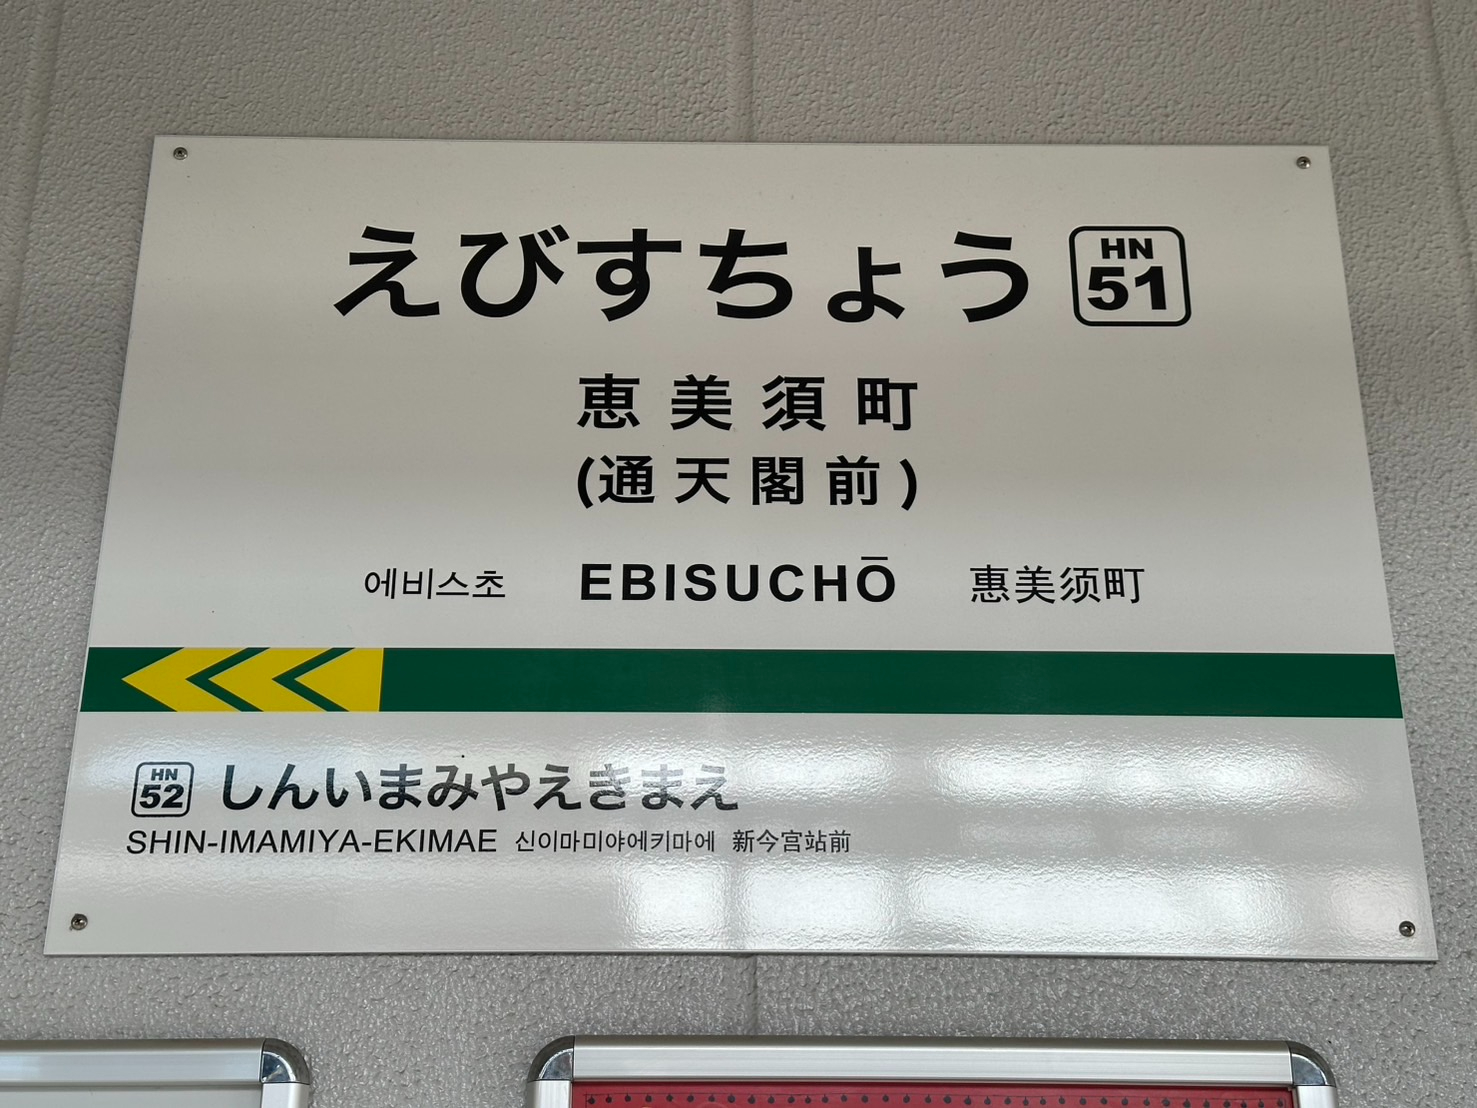 えびすちょう HN 51
恵美須町
(通天閣前)
에비스초 EBISUCHŌ 惠美须町
HN 52 しんいまみやえきまえ
SHIN-IMAMIYA-EKIMAE 신이마미야에키마에 新今宫站前